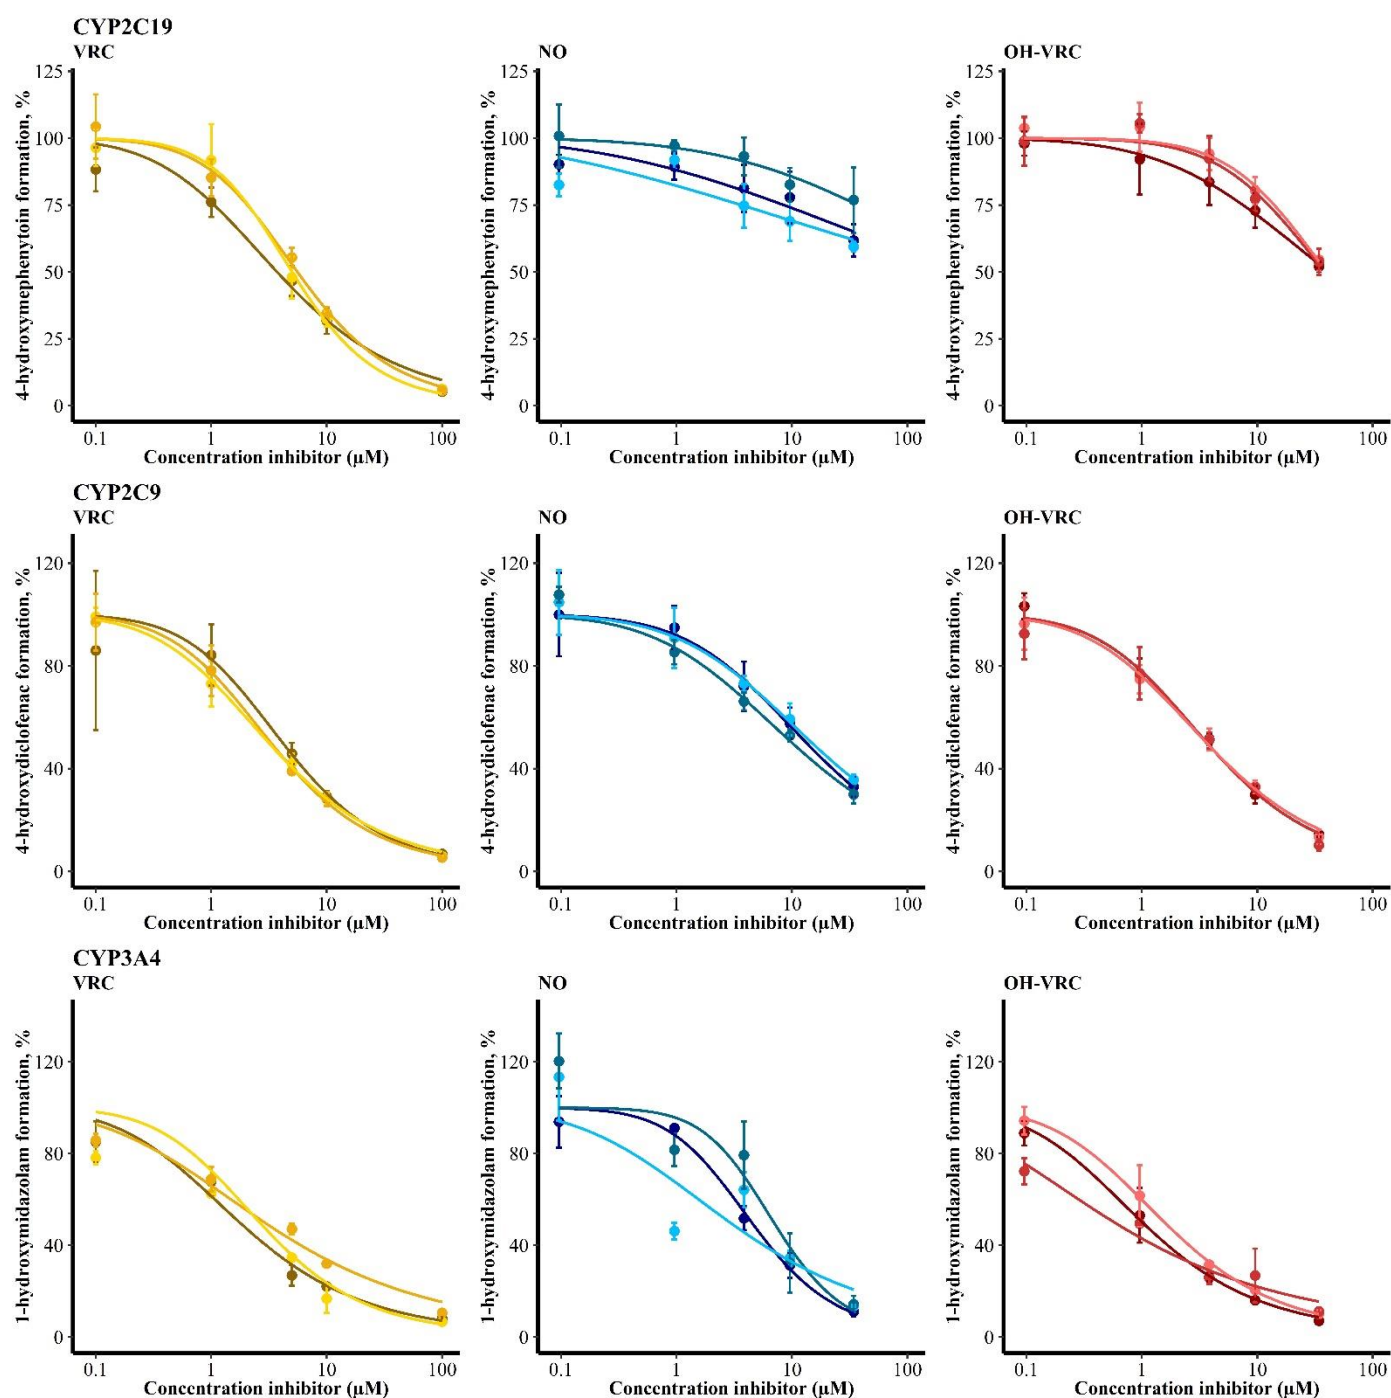 CYP2C19
VRC
NO
OH-VRC
4-hydroxymephenytoin formation, %
125
100
75
50
25
0
0.1 1 10 100
Concentration inhibitor (µM)
4-hydroxymephenytoin formation, %
125
100
75
50
25
0
0.1 1 10 100
Concentration inhibitor (µM)
4-hydroxymephenytoin formation, %
125
100
75
50
25
0
0.1 1 10 100
Concentration inhibitor (µM)
CYP2C9
VRC
NO
OH-VRC
4-hydroxydiclofenac formation, %
120
80
40
0
0.1 1 10 100
Concentration inhibitor (µM)
4-hydroxydiclofenac formation, %
120
80
40
0
0.1 1 10 100
Concentration inhibitor (µM)
4-hydroxydiclofenac formation, %
120
80
40
0
0.1 1 10 100
Concentration inhibitor (µM)
CYP3A4
VRC
NO
OH-VRC
1-hydroxymidazolam formation, %
120
80
40
0
0.1 1 10 100
Concentration inhibitor (µM)
1-hydroxymidazolam formation, %
120
80
40
0
0.1 1 10 100
Concentration inhibitor (µM)
1-hydroxymidazolam formation, %
120
80
40
0
0.1 1 10 100
Concentration inhibitor (µM)